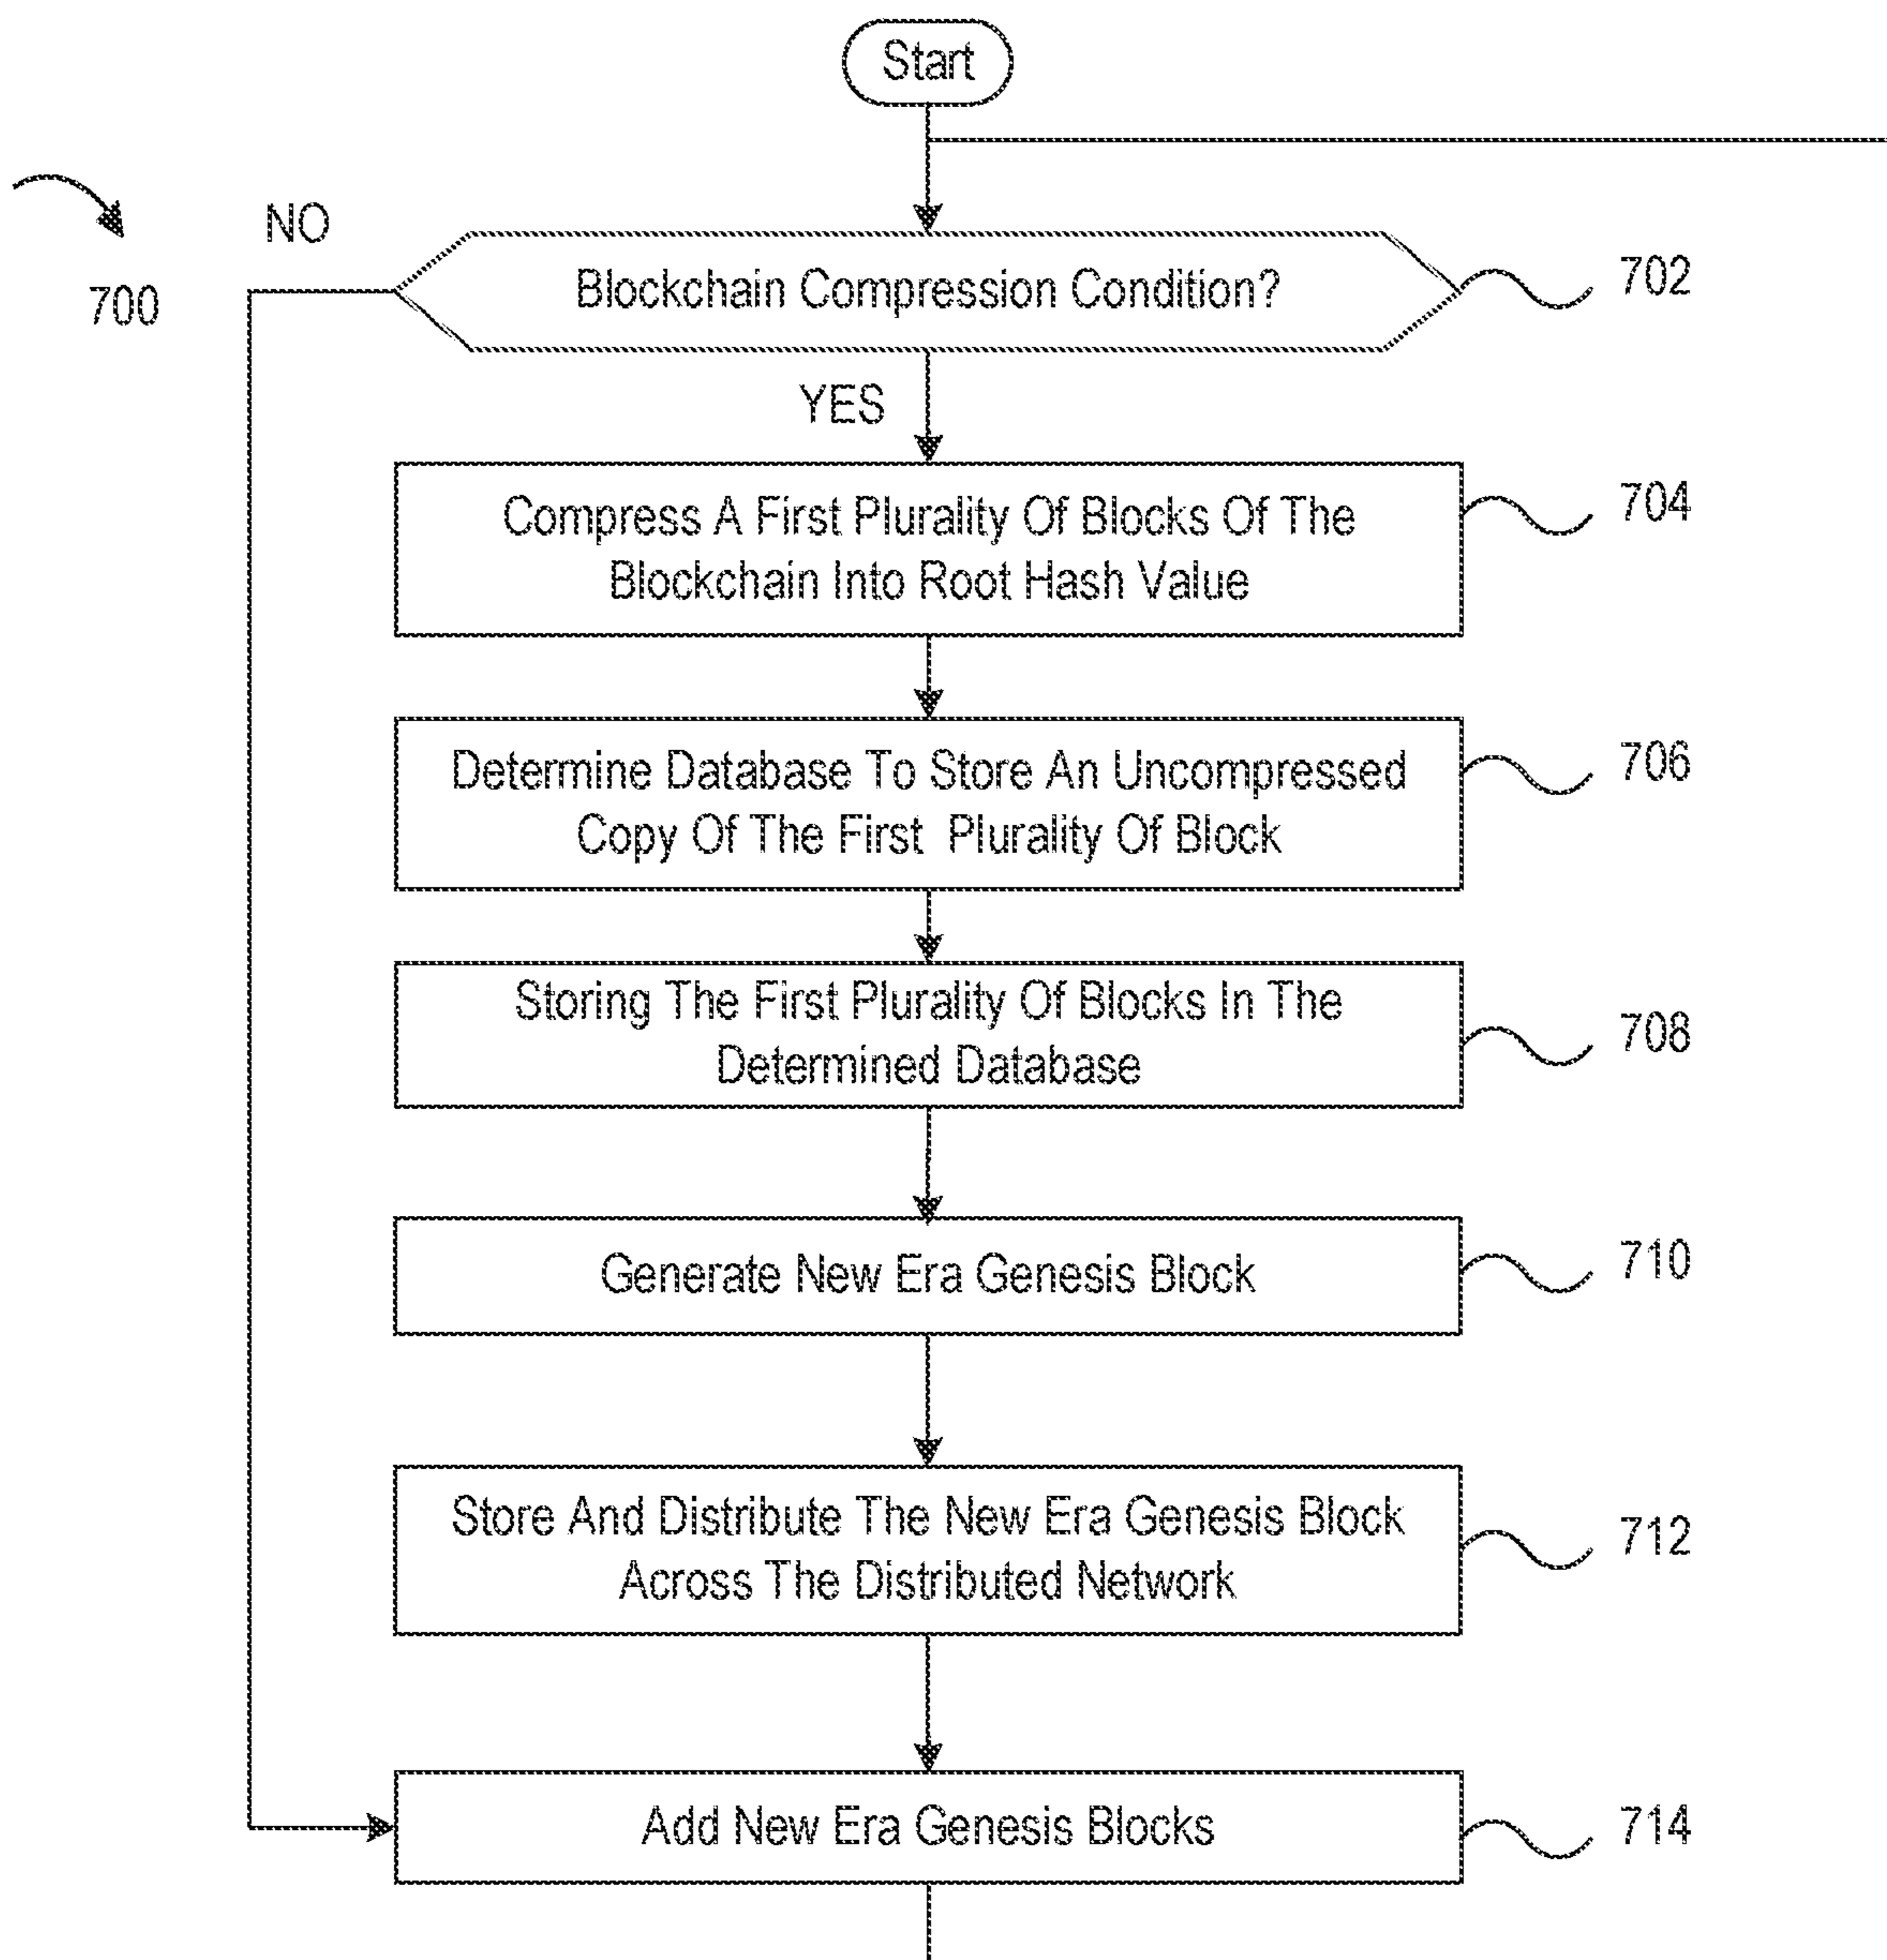 Start
700
NO
Blockchain Compression Condition?
702
YES
Compress A First Plurality Of Blocks Of The
Blockchain Into Root Hash Value
704
Determine Database To Store An Uncompressed
Copy Of The First Plurality Of Block
706
Storing The First Plurality Of Blocks In The
Determined Database
708
Generate New Era Genesis Block
710
Store And Distribute The New Era Genesis Block
Across The Distributed Network
712
Add New Era Genesis Blocks
714